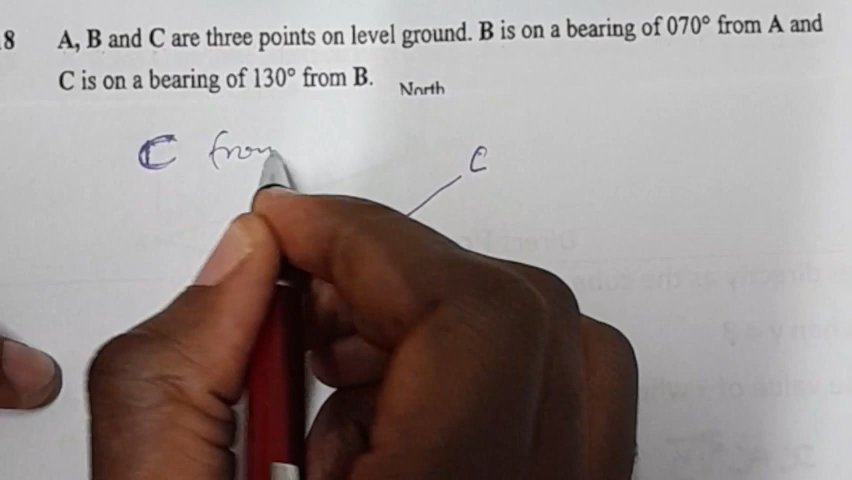 8 A, B and C are three points on level ground. B is on a bearing of 070° from A and
C is on a bearing of 130° from B.
North
C from
C